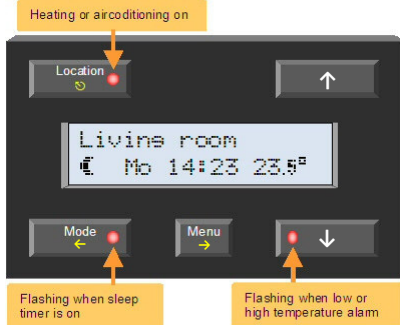 Heating or aircoditioning on
Location
↑
Living room
Mo 14:23 23.5°
Mode
←
Menu
→
↓
Flashing when sleep
timer is on
Flashing when low or
high temperature alarm